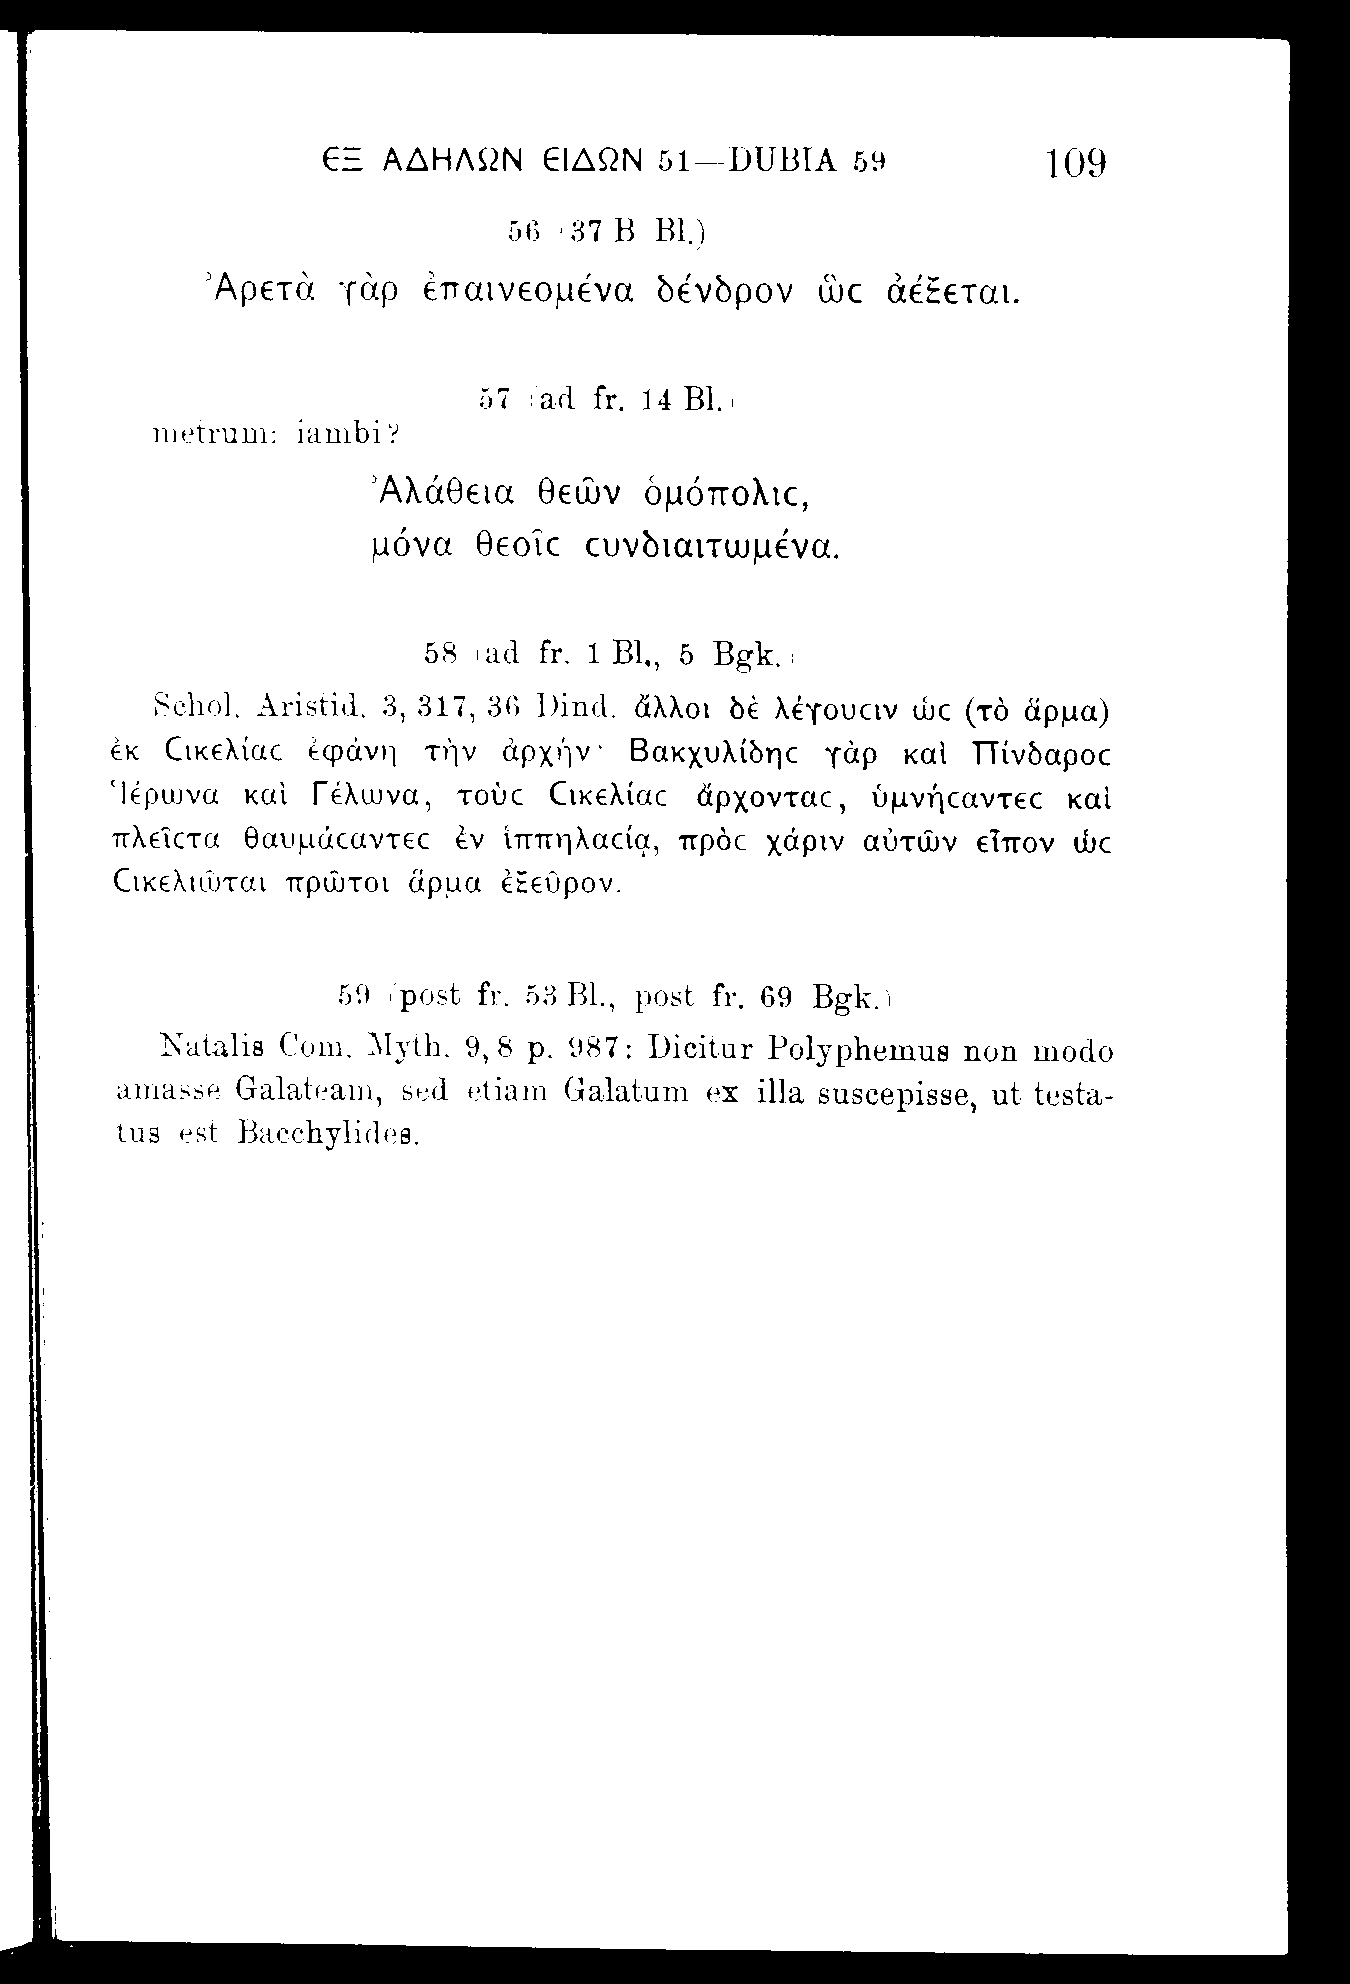 ΕΞ ΑΔΗΛΩΝ ΕΙΔΩΝ 51—DUBIA 59 109
56 (37 B Bl.)
Ἀρετὰ γὰρ ἐπαινεομένα δένδρον ὣϲ ἀέξεται.
57 (ad fr. 14 Bl.)
metrum: iambi?
Ἀλάθεια θεῶν ὁμόπολιϲ,
μόνα θεοῖϲ ϲυνδιαιτωμένα.
58 (ad fr. 1 Bl., 5 Bgk.)
Schol. Aristid. 3, 317, 36 Dind. ἄλλοι δὲ λέγουϲιν ὡϲ (τὸ ἅρμα)
ἐκ Ϲικελίαϲ ἐφάνη τὴν ἀρχήν· Βακχυλίδηϲ γὰρ καὶ Πίνδαροϲ
Ἱέρωνα καὶ Γέλωνα, τοὺϲ Ϲικελίαϲ ἄρχονταϲ, ὑμνήϲαντεϲ καὶ
πλεῖϲτα θαυμάϲαντεϲ ἐν ἱππηλαϲίᾳ, πρὸϲ χάριν αὐτῶν εἶπον ὡϲ
Ϲικελιῶται πρῶτοι ἅρμα ἐξεῦρον.
59 (post fr. 53 Bl., post fr. 69 Bgk.)
Natalis Com. Myth. 9, 8 p. 987: Dicitur Polyphemus non modo
amasse Galateam, sed etiam Galatum ex illa suscepisse, ut testa-
tus est Bacchylides.